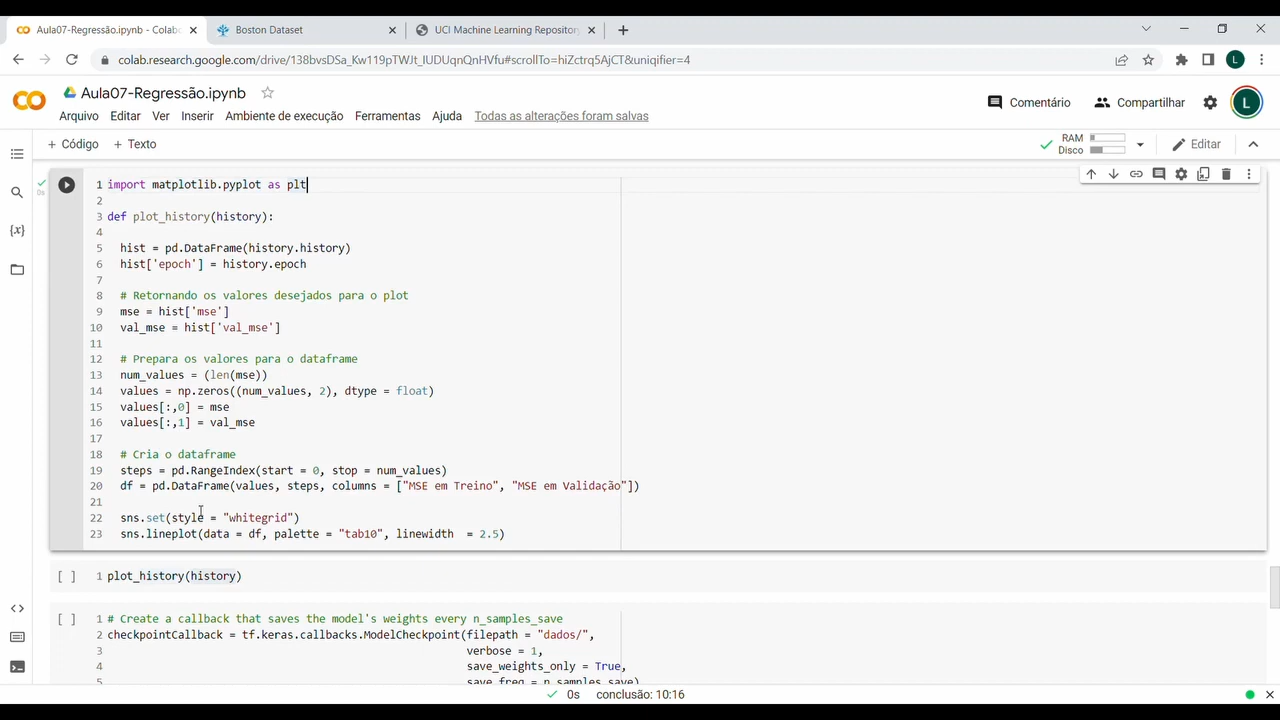 Aula07-Regressão.ipynb - Colab
Boston Dataset
UCI Machine Learning Repository
colab.research.google.com/drive/138bvsDSa_Kw119pTWJt_IUDUqnQnHVfu#scrollTo=hiZctrq5AjCT&uniqifier=4
L
Aula07-Regressão.ipynb
Comentário
Compartilhar
L
Arquivo Editar Ver Inserir Ambiente de execução Ferramentas Ajuda Todas as alterações foram salvas
+ Código + Texto
RAM
Disco
Editar
{x}
0s
1 import matplotlib.pyplot as plt
2
3 def plot_history(history):
4
5 hist = pd.DataFrame(history.history)
6 hist['epoch'] = history.epoch
7
8 # Retornando os valores desejados para o plot
9 mse = hist['mse']
10 val_mse = hist['val_mse']
11
12 # Prepara os valores para o dataframe
13 num_values = (len(mse))
14 values = np.zeros((num_values, 2), dtype = float)
15 values[:,0] = mse
16 values[:,1] = val_mse
17
18 # Cria o dataframe
19 steps = pd.RangeIndex(start = 0, stop = num_values)
20 df = pd.DataFrame(values, steps, columns = ["MSE em Treino", "MSE em Validação"])
21
22 sns.set(style = "whitegrid")
23 sns.lineplot(data = df, palette = "tab10", linewidth  = 2.5)
[ ] 1 plot_history(history)
[ ] 1 # Create a callback that saves the model's weights every n_samples_save
2 checkpointCallback = tf.keras.callbacks.ModelCheckpoint(filepath = "dados/",
3 verbose = 1,
4 save_weights_only = True,
5 save_freq = n_samples_save)
0s conclusão: 10:16